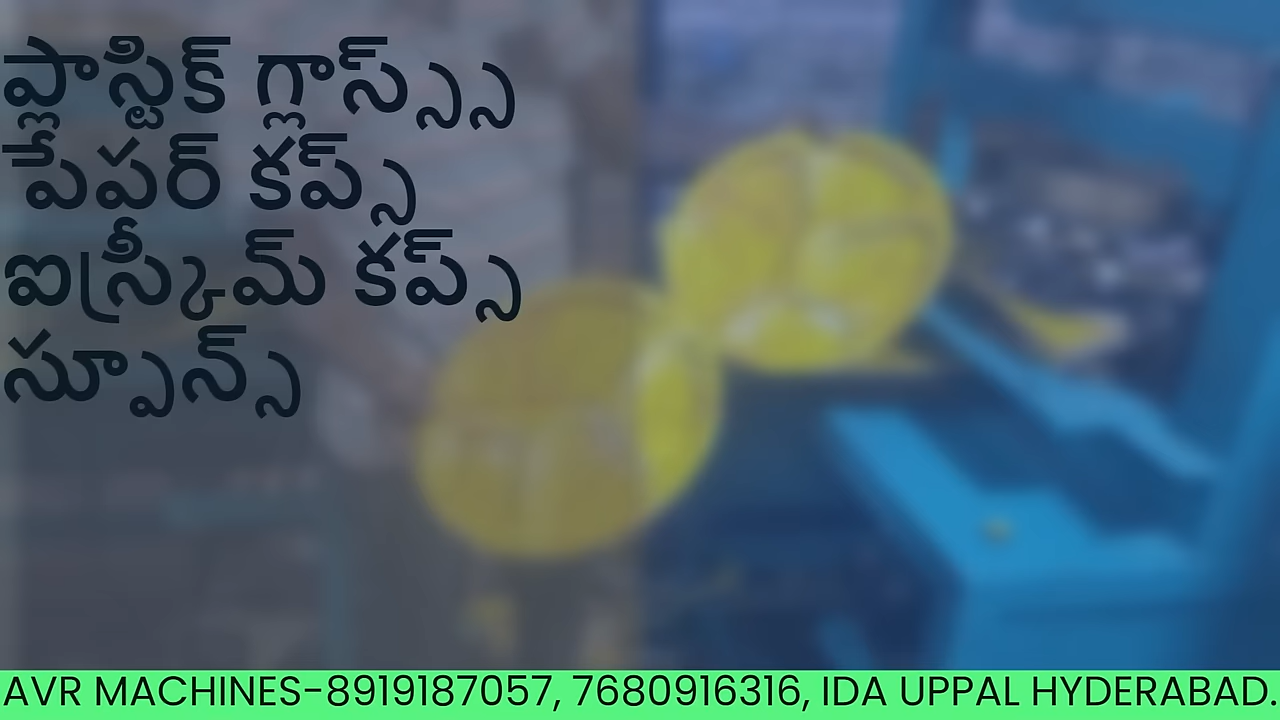 ప్లాస్టిక్ గ్లాస్స్స్
పేపర్ కప్స్
ఐస్క్రీమ్ కప్స్
స్పూన్స్
AVR MACHINES-8919187057, 7680916316, IDA UPPAL HYDERABAD.